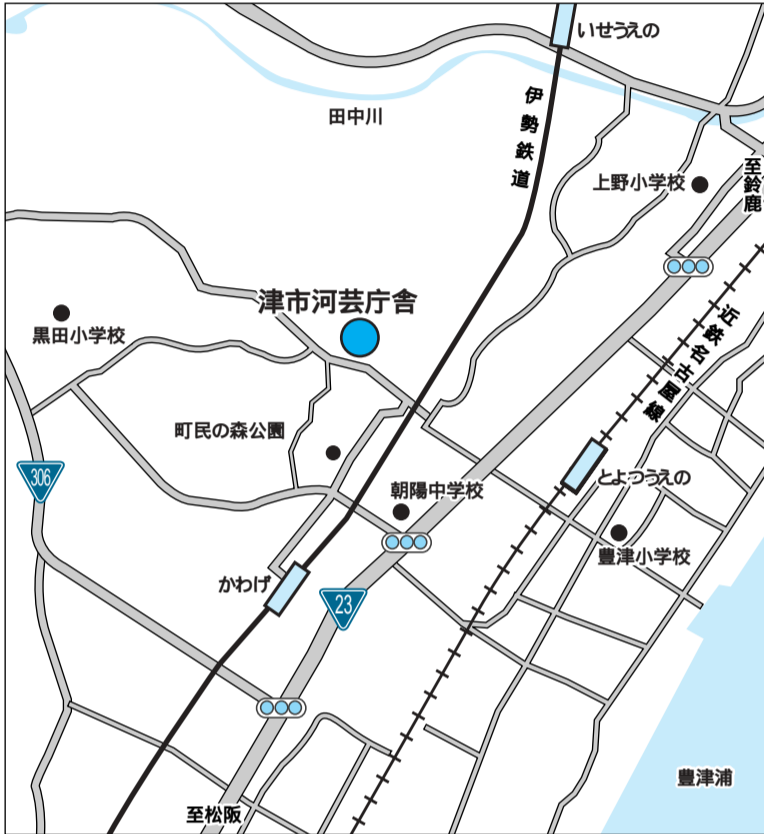 いせうえの
田中川
伊勢鉄道
上野小学校
至鈴鹿
津市河芸庁舎
黒田小学校
近鉄名古屋線
町民の森公園
306
朝陽中学校
とよつうえの
豊津小学校
かわげ
23
豊津浦
至松阪